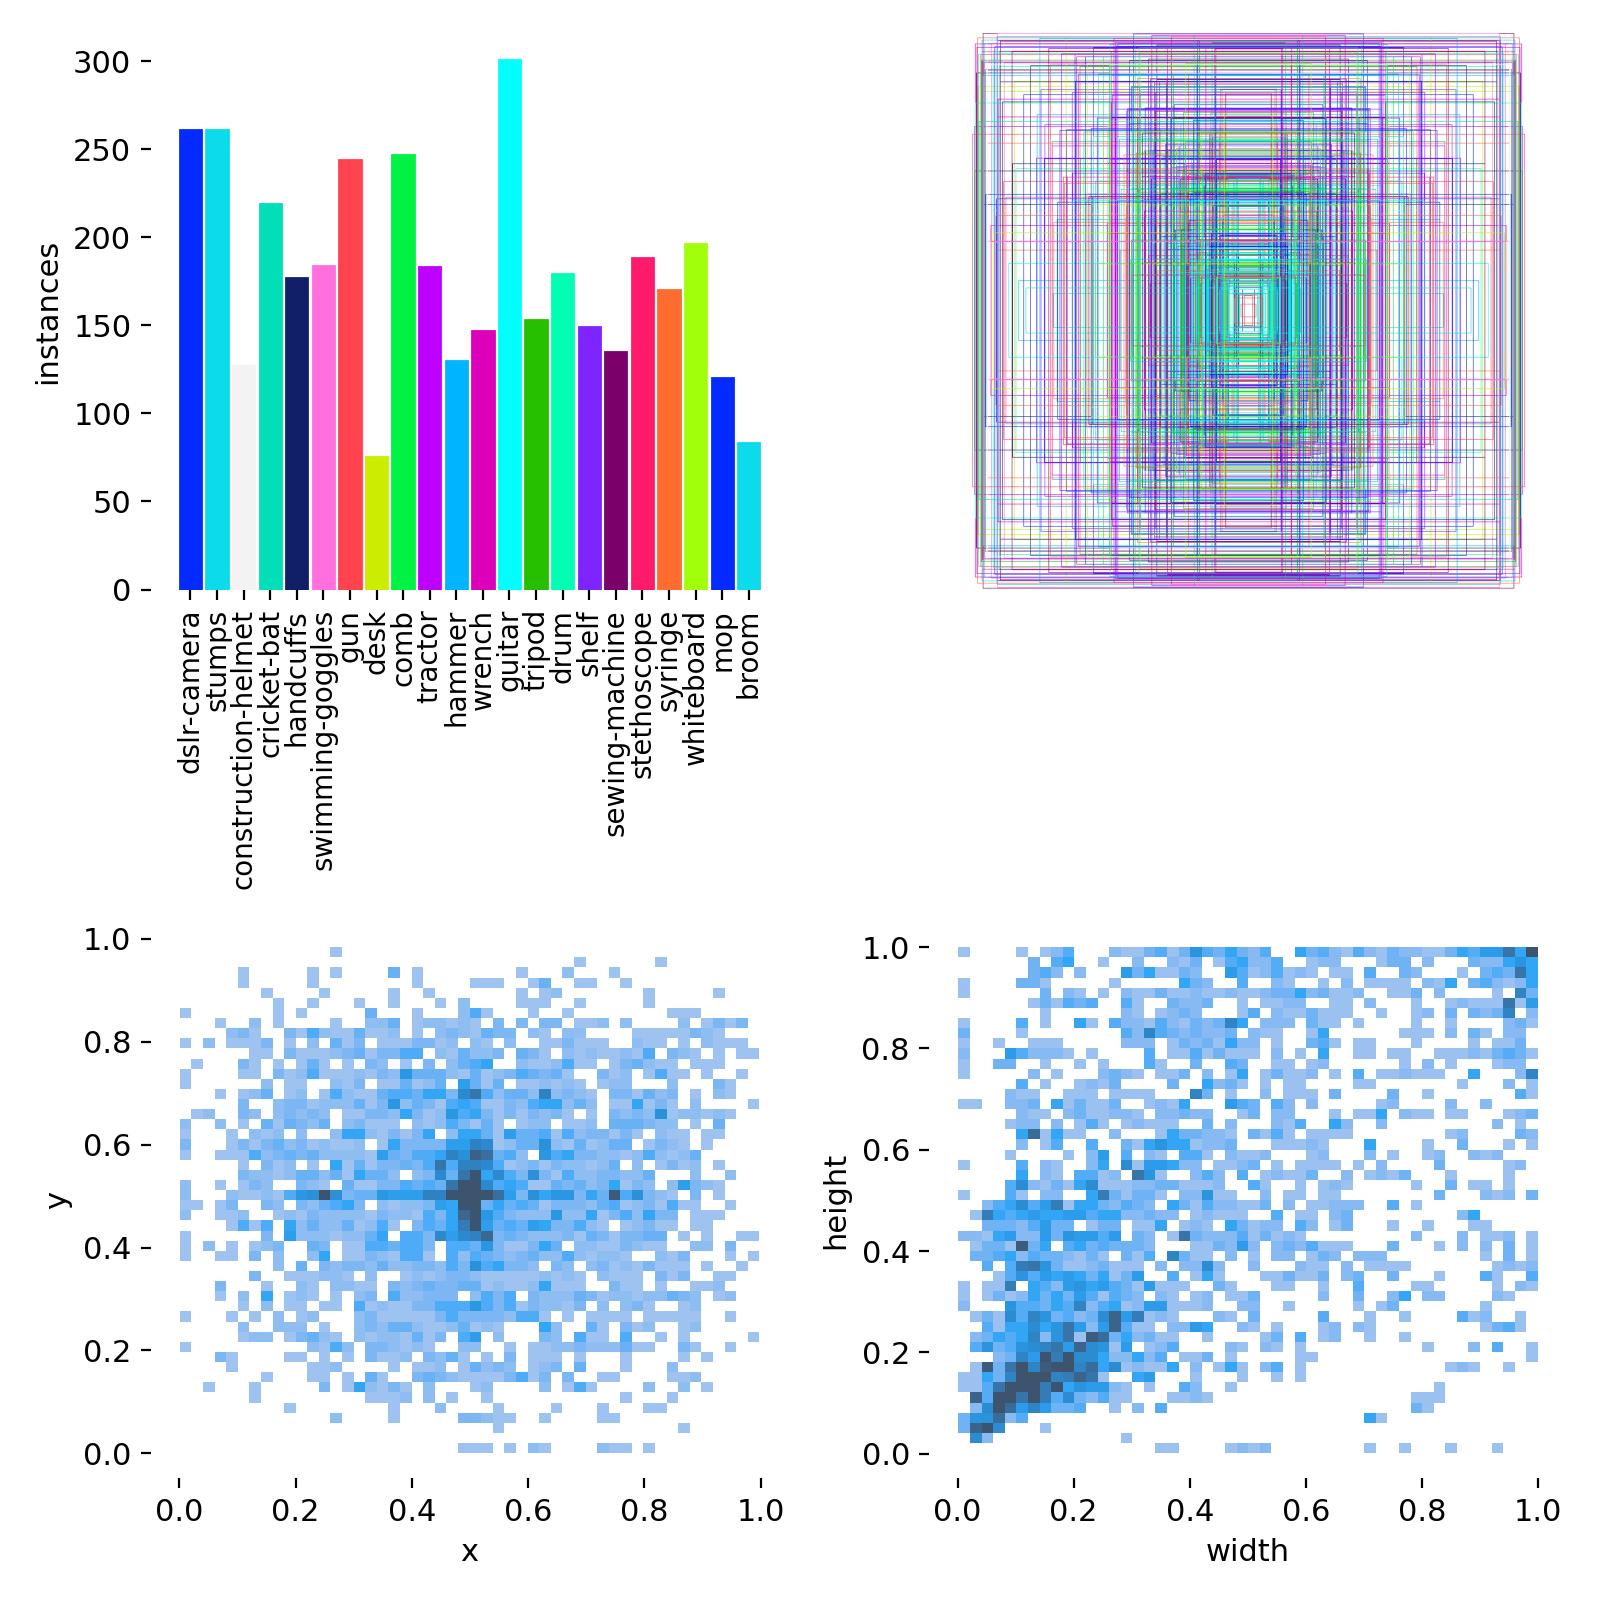 300
250
200
150
100
50
0
instances
dslr-camera
stumps
construction-helmet
cricket-bat
handcuffs
swimming-goggles
gun
desk
comb
tractor
hammer
wrench
guitar
tripod
drum
shelf
sewing-machine
stethoscope
syringe
whiteboard
mop
broom
1.0
0.8
0.6
0.4
0.2
0.0
y
0.0 0.2 0.4 0.6 0.8 1.0
x
1.0
0.8
0.6
0.4
0.2
0.0
height
0.0 0.2 0.4 0.6 0.8 1.0
width